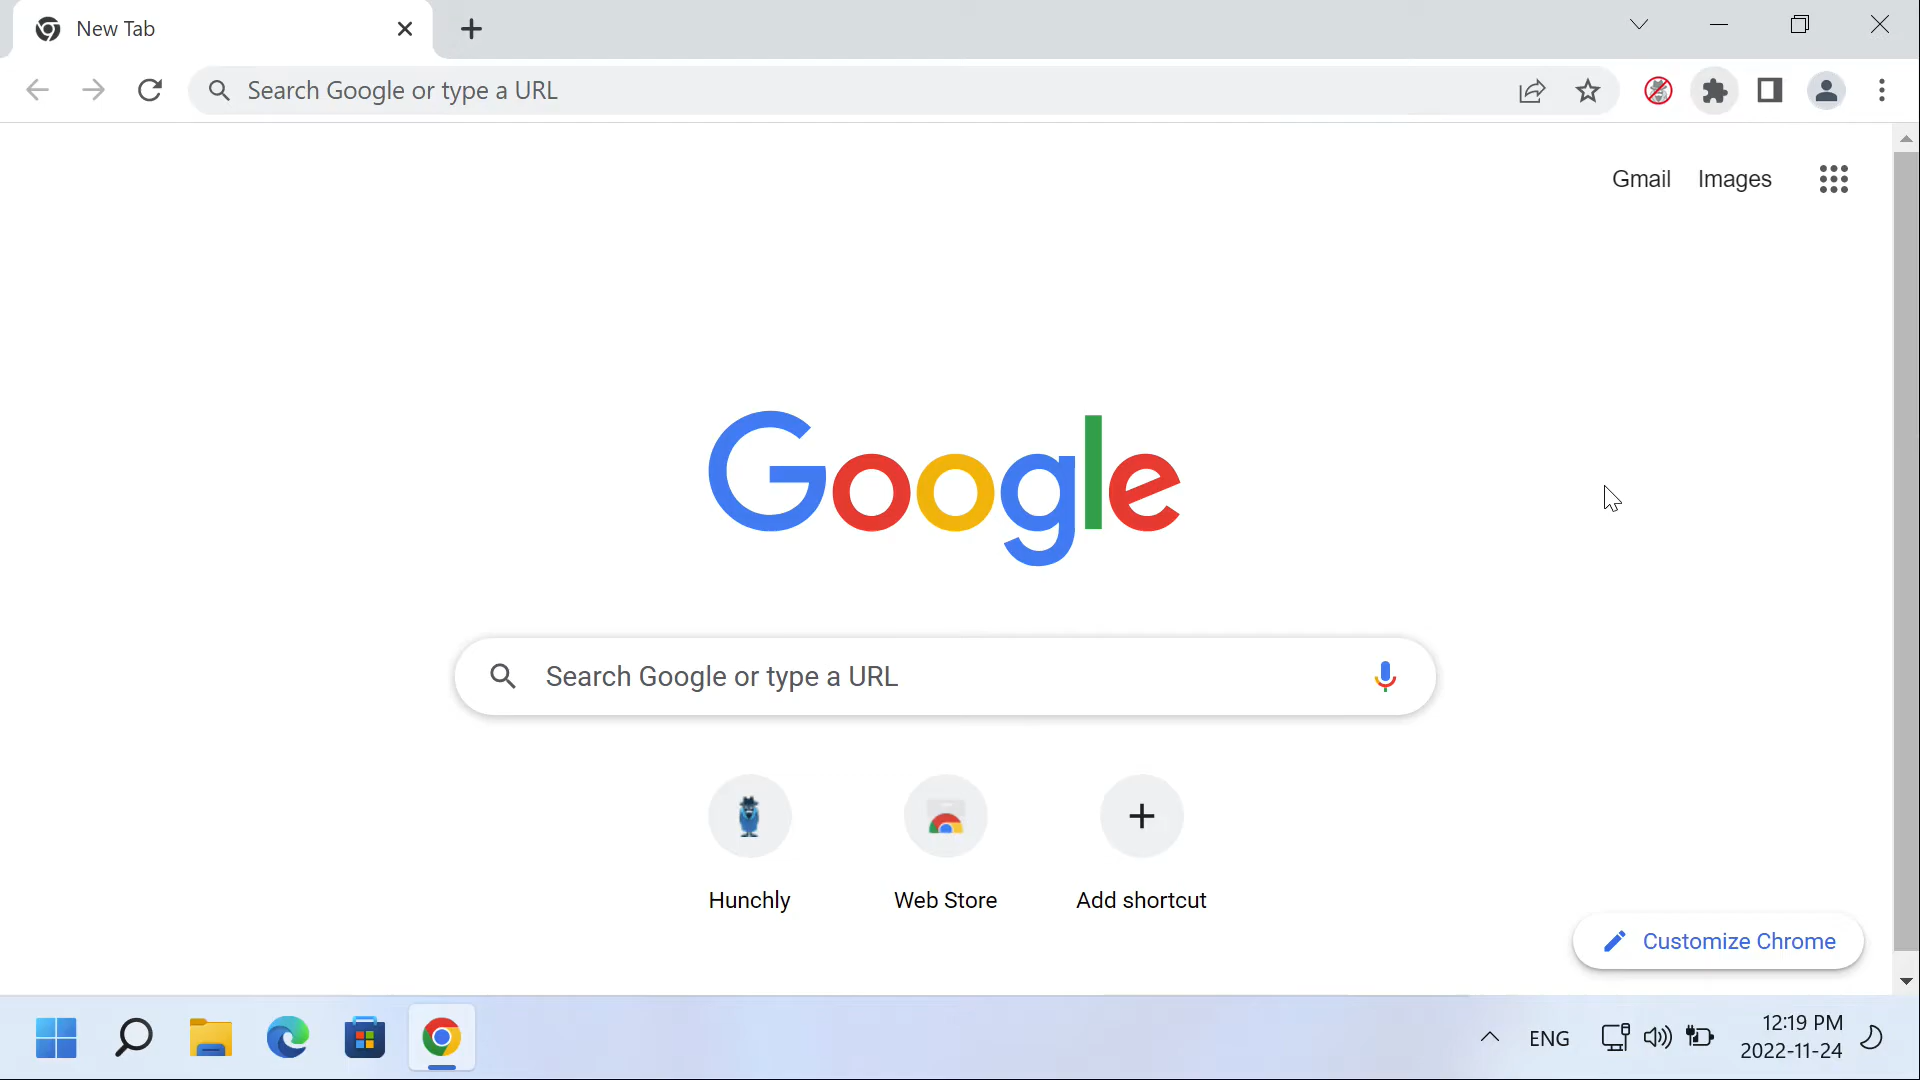 New Tab
Search Google or type a URL
Gmail Images
Google
Search Google or type a URL
Hunchly Web Store Add shortcut
Customize Chrome
ENG
12:19 PM
2022-11-24